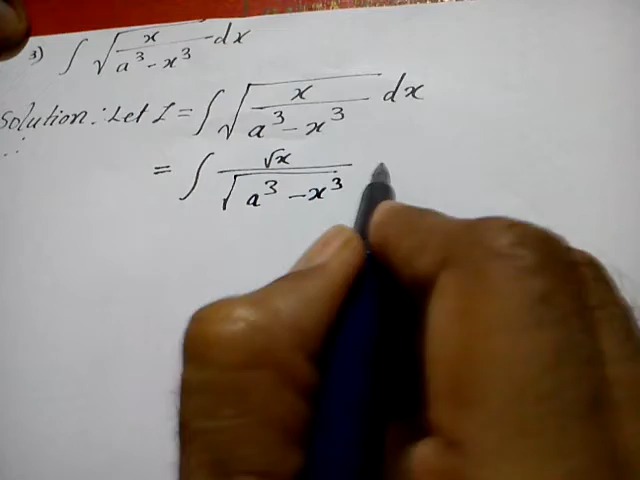 3) ∫ √(x/(a³-x³)) dx
Solution: Let I = ∫ √(x/(a³-x³)) dx
= ∫ √x/√(a³-x³)